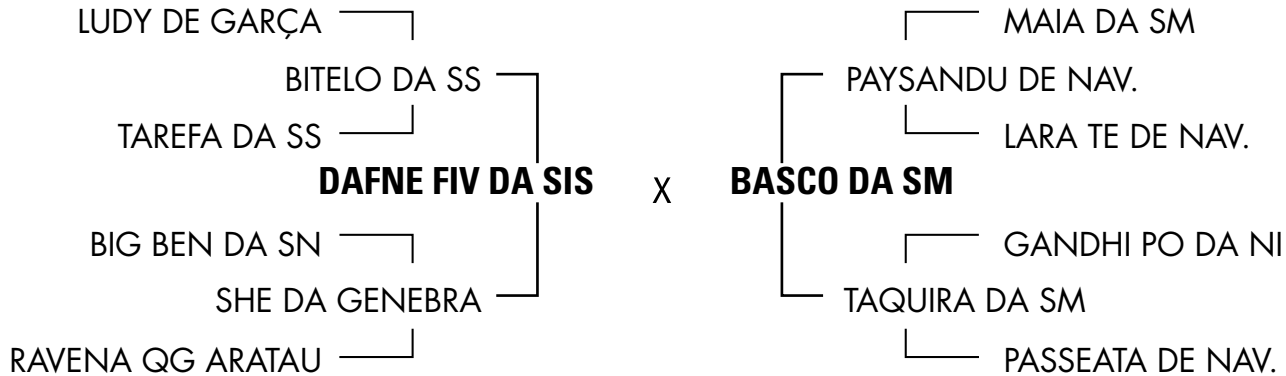 LUDY DE GARÇA MAIA DA SM
BITELO DA SS PAYSANDU DE NAV.
TAREFA DA SS LARA TE DE NAV.
DAFNE FIV DA SIS X BASCO DA SM
BIG BEN DA SN GANDHI PO DA NI
SHE DA GENEBRA TAQUIRA DA SM
RAVENA QG ARATAU PASSEATA DE NAV.